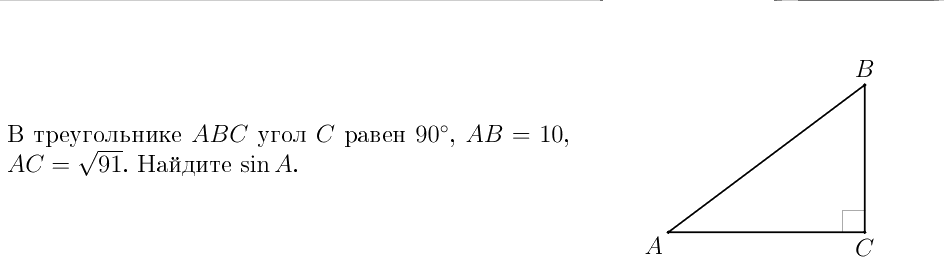 В треугольнике ABC угол C равен 90°, AB = 10,
AC = √91. Найдите sin A.
B
A
C